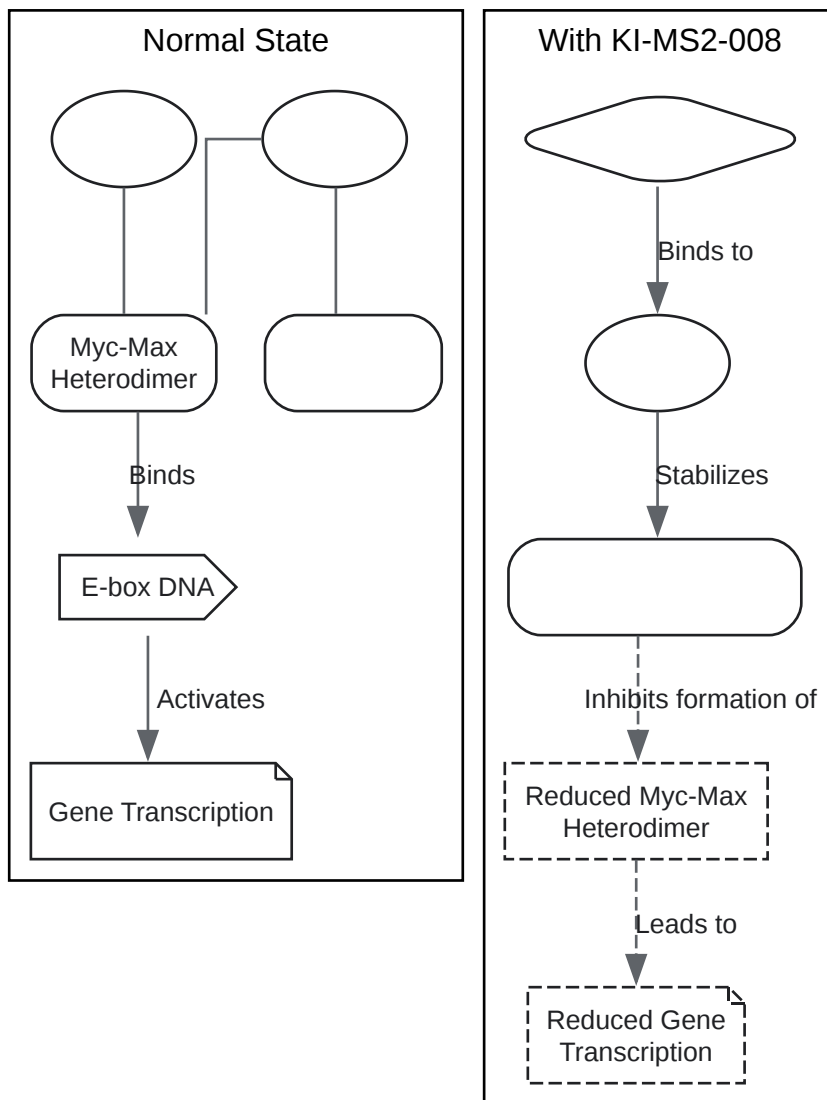 Normal State
Myc-Max
Heterodimer
Binds
E-box DNA
Activates
Gene Transcription
With KI-MS2-008
Binds to
Stabilizes
Inhibits formation of
Reduced Myc-Max
Heterodimer
Leads to
Reduced Gene
Transcription